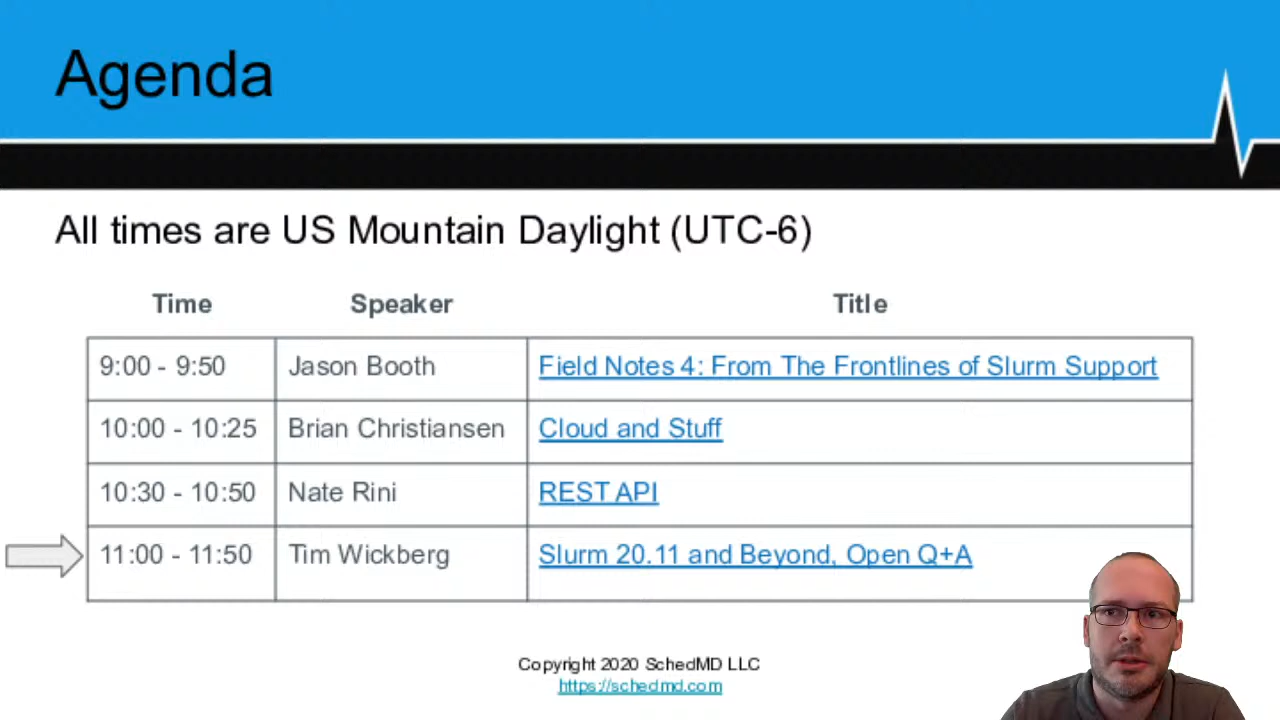 Agenda
All times are US Mountain Daylight (UTC-6)
Time Speaker Title
9:00 - 9:50 Jason Booth Field Notes 4: From The Frontlines of Slurm Support
10:00 - 10:25 Brian Christiansen Cloud and Stuff
10:30 - 10:50 Nate Rini REST API
11:00 - 11:50 Tim Wickberg Slurm 20.11 and Beyond, Open Q+A
Copyright 2020 SchedMD LLC
https://schedmd.com